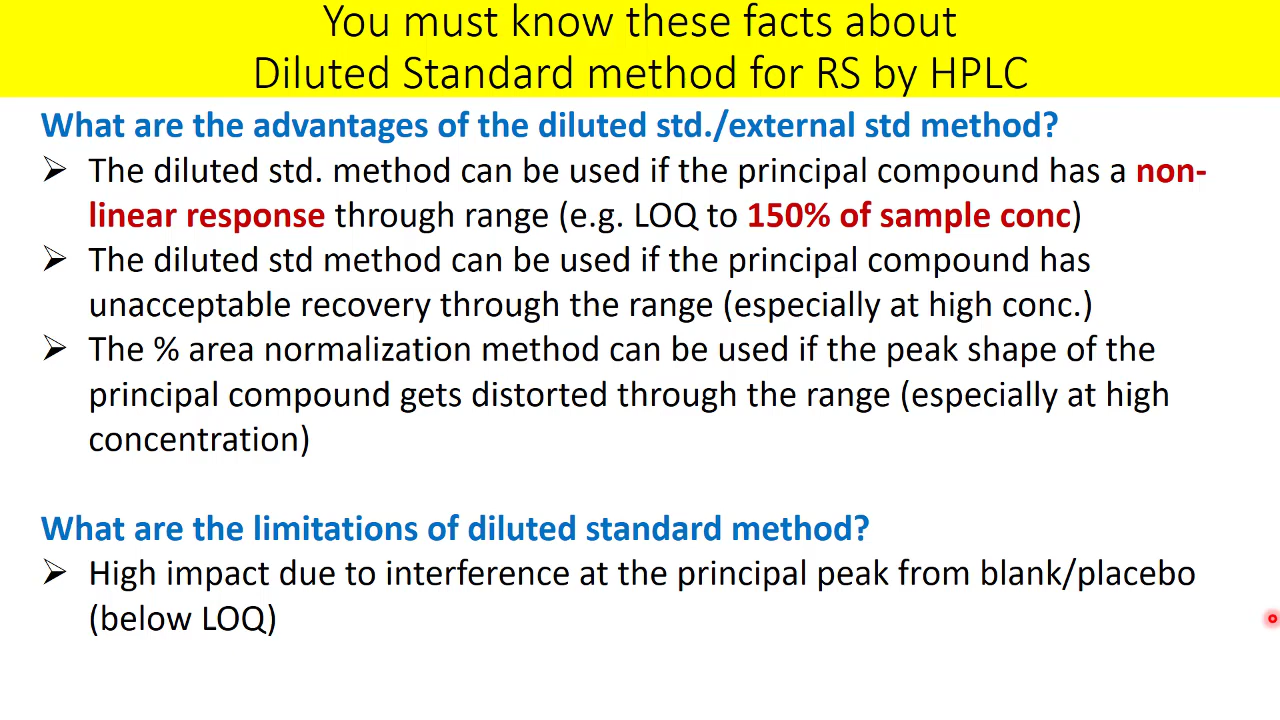 You must know these facts about
Diluted Standard method for RS by HPLC
What are the advantages of the diluted std./external std method?
➢ The diluted std. method can be used if the principal compound has a non-
linear response through range (e.g. LOQ to 150% of sample conc)
➢ The diluted std method can be used if the principal compound has
unacceptable recovery through the range (especially at high conc.)
➢ The % area normalization method can be used if the peak shape of the
principal compound gets distorted through the range (especially at high
concentration)
What are the limitations of diluted standard method?
➢ High impact due to interference at the principal peak from blank/placebo
(below LOQ)